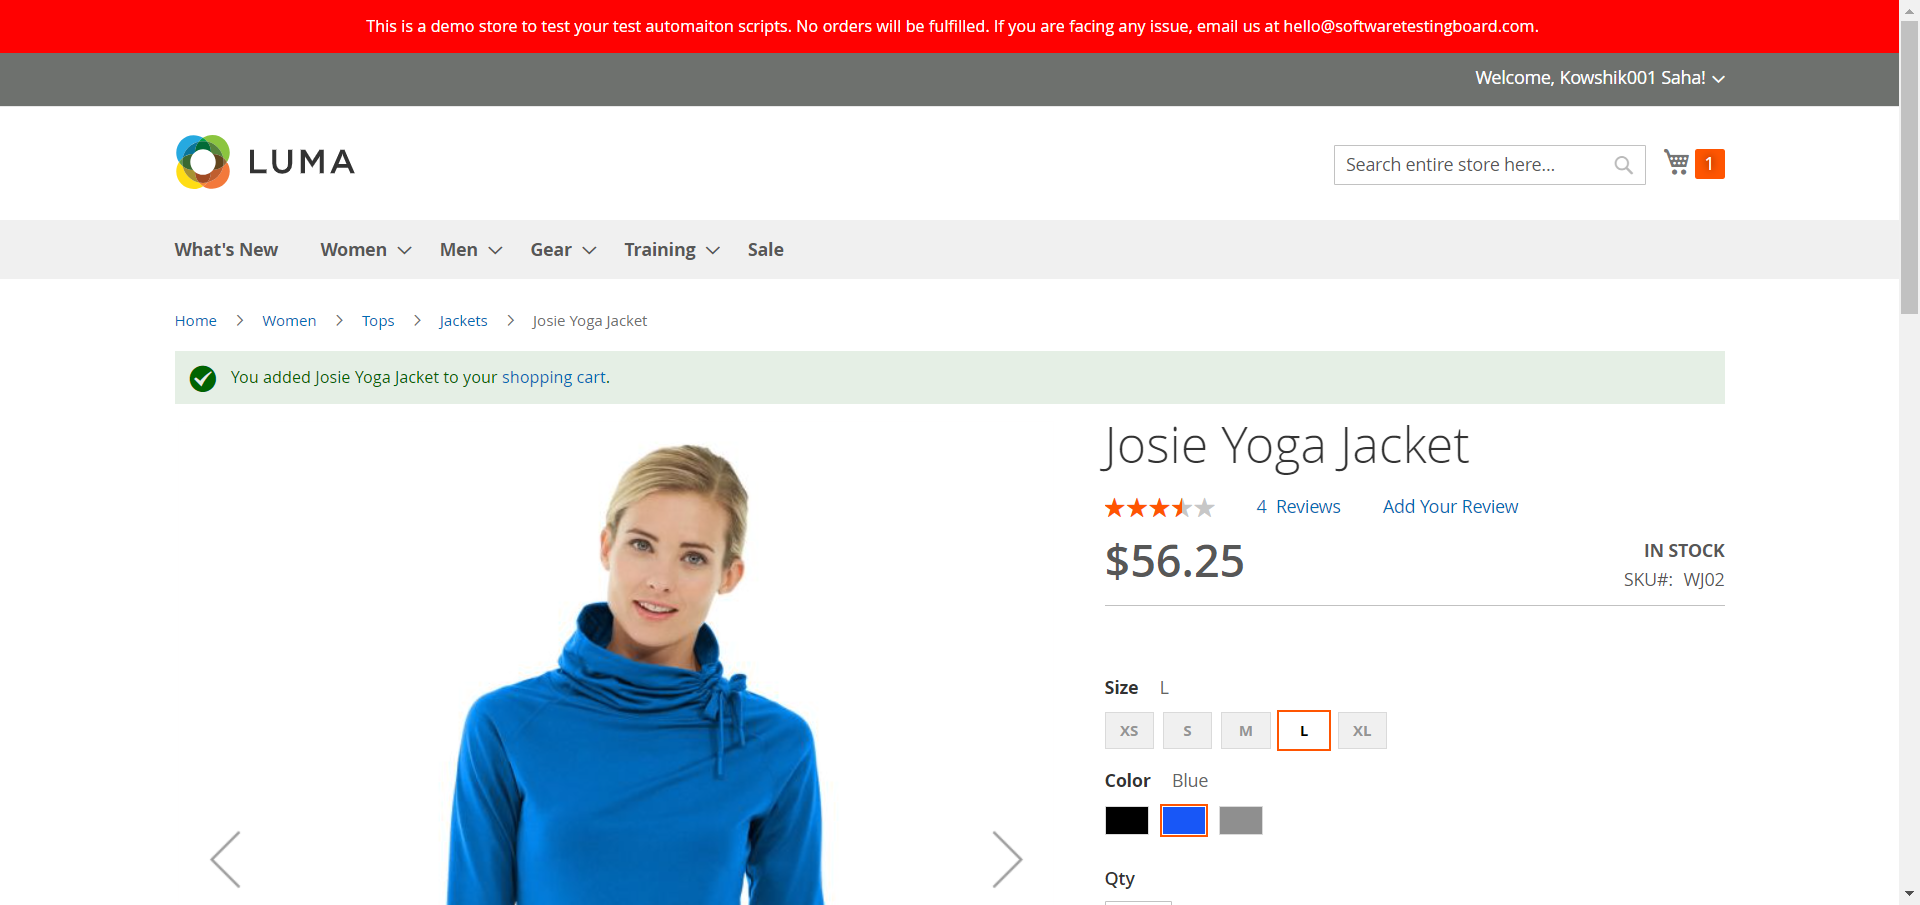 This is a demo store to test your test automaiton scripts. No orders will be fulfilled. If you are facing any issue, email us at hello@softwaretestingboard.com.
Welcome, Kowshik001 Saha!
LUMA
Search entire store here...
1
What's New
Women
Men
Gear
Training
Sale
Home
Women
Tops
Jackets
Josie Yoga Jacket
You added Josie Yoga Jacket to your shopping cart.
Josie Yoga Jacket
4 Reviews
Add Your Review
$56.25
IN STOCK
SKU#: WJ02
Size L
XS
S
M
L
XL
Color Blue
Qty